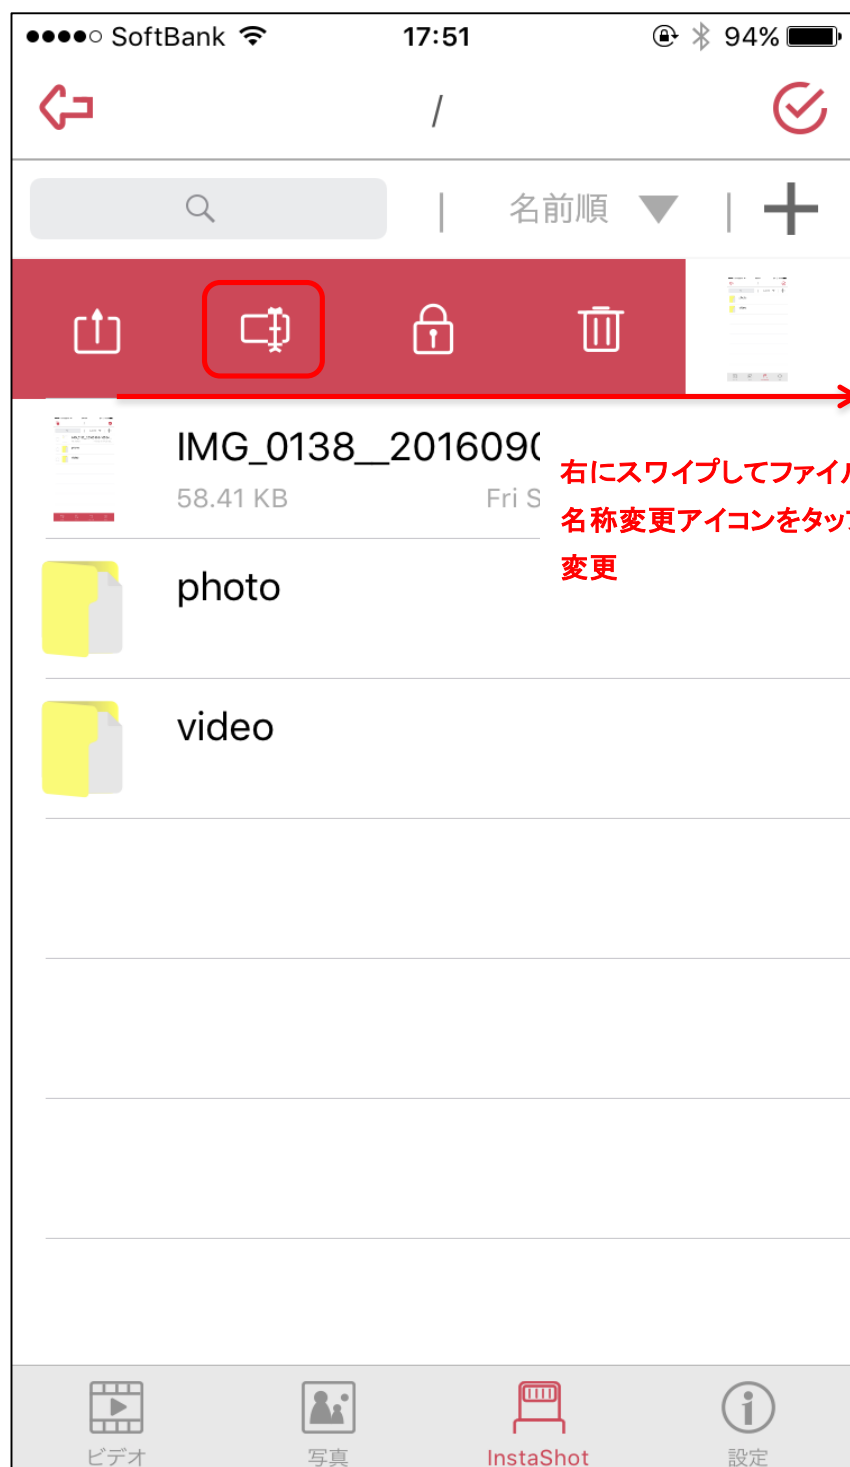 SoftBank 17:51 94%
/
名前順
IMG_0138__201609
58.41 KB Fri S
右にスワイプしてファイル
名称変更アイコンをタップ
変更
photo
video
ビデオ 写真 InstaShot 設定